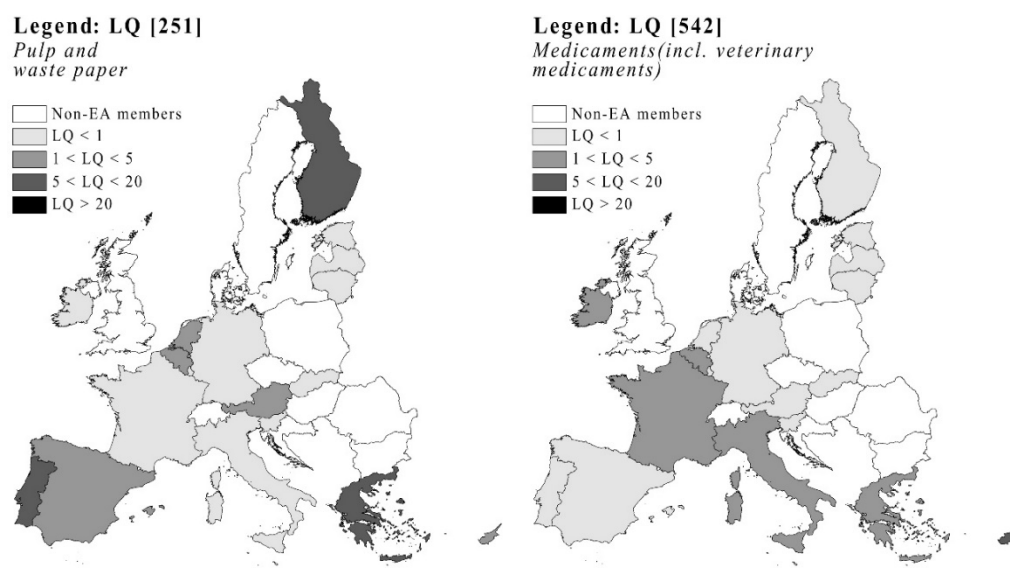 Legend: LQ [251]
Pulp and
waste paper
Non-EA members
LQ < 1
1 < LQ < 5
5 < LQ < 20
LQ > 20
Legend: LQ [542]
Medicaments(incl. veterinary
medicaments)
Non-EA members
LQ < 1
1 < LQ < 5
5 < LQ < 20
LQ > 20